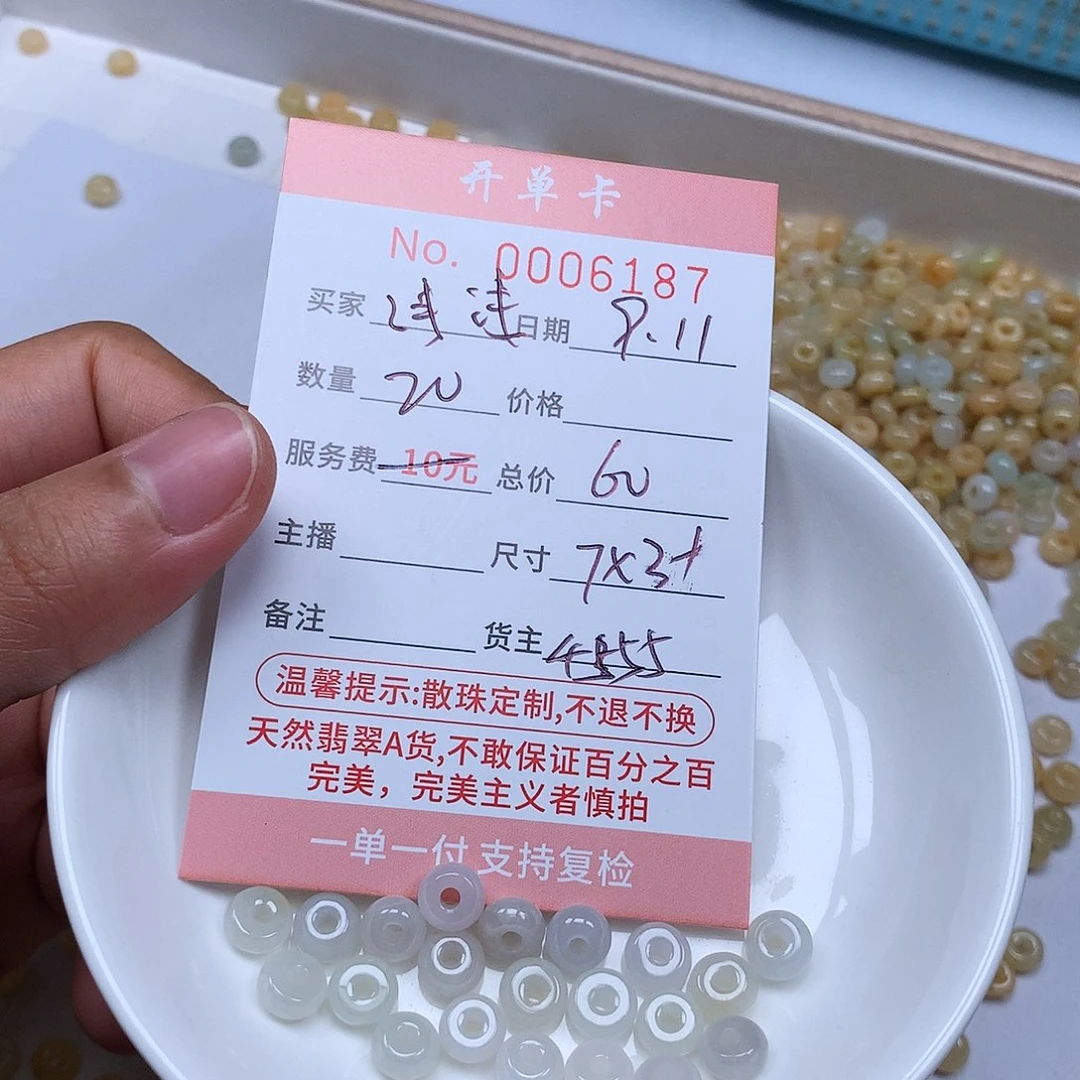 开单卡
No. 0006187
买家 日期 9.11
数量 20 价格
服务费 10元 总价 60
主播 尺寸 7x3+
备注 货主 4855
温馨提示:散珠定制,不退不换
天然翡翠A货,不敢保证百分之百
完美，完美主义者慎拍
一单一付 支持复检